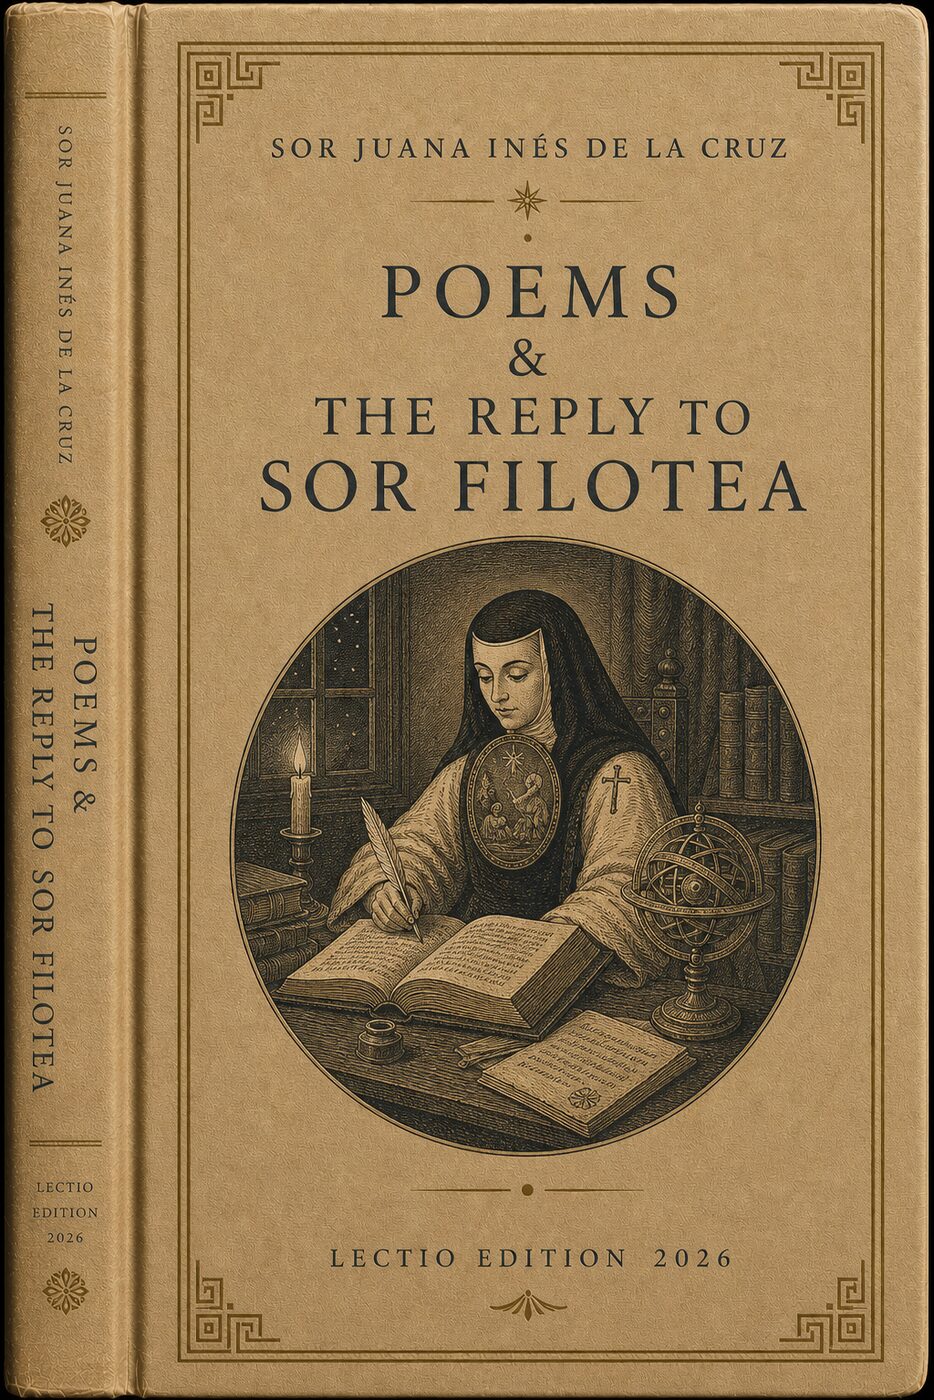 SOR JUANA INÉS DE LA CRUZ
POEMS &
THE REPLY TO SOR FILOTEA
LECTIO
EDITION
2026
SOR JUANA INÉS DE LA CRUZ
POEMS
&
THE REPLY TO
SOR FILOTEA
LECTIO EDITION 2026